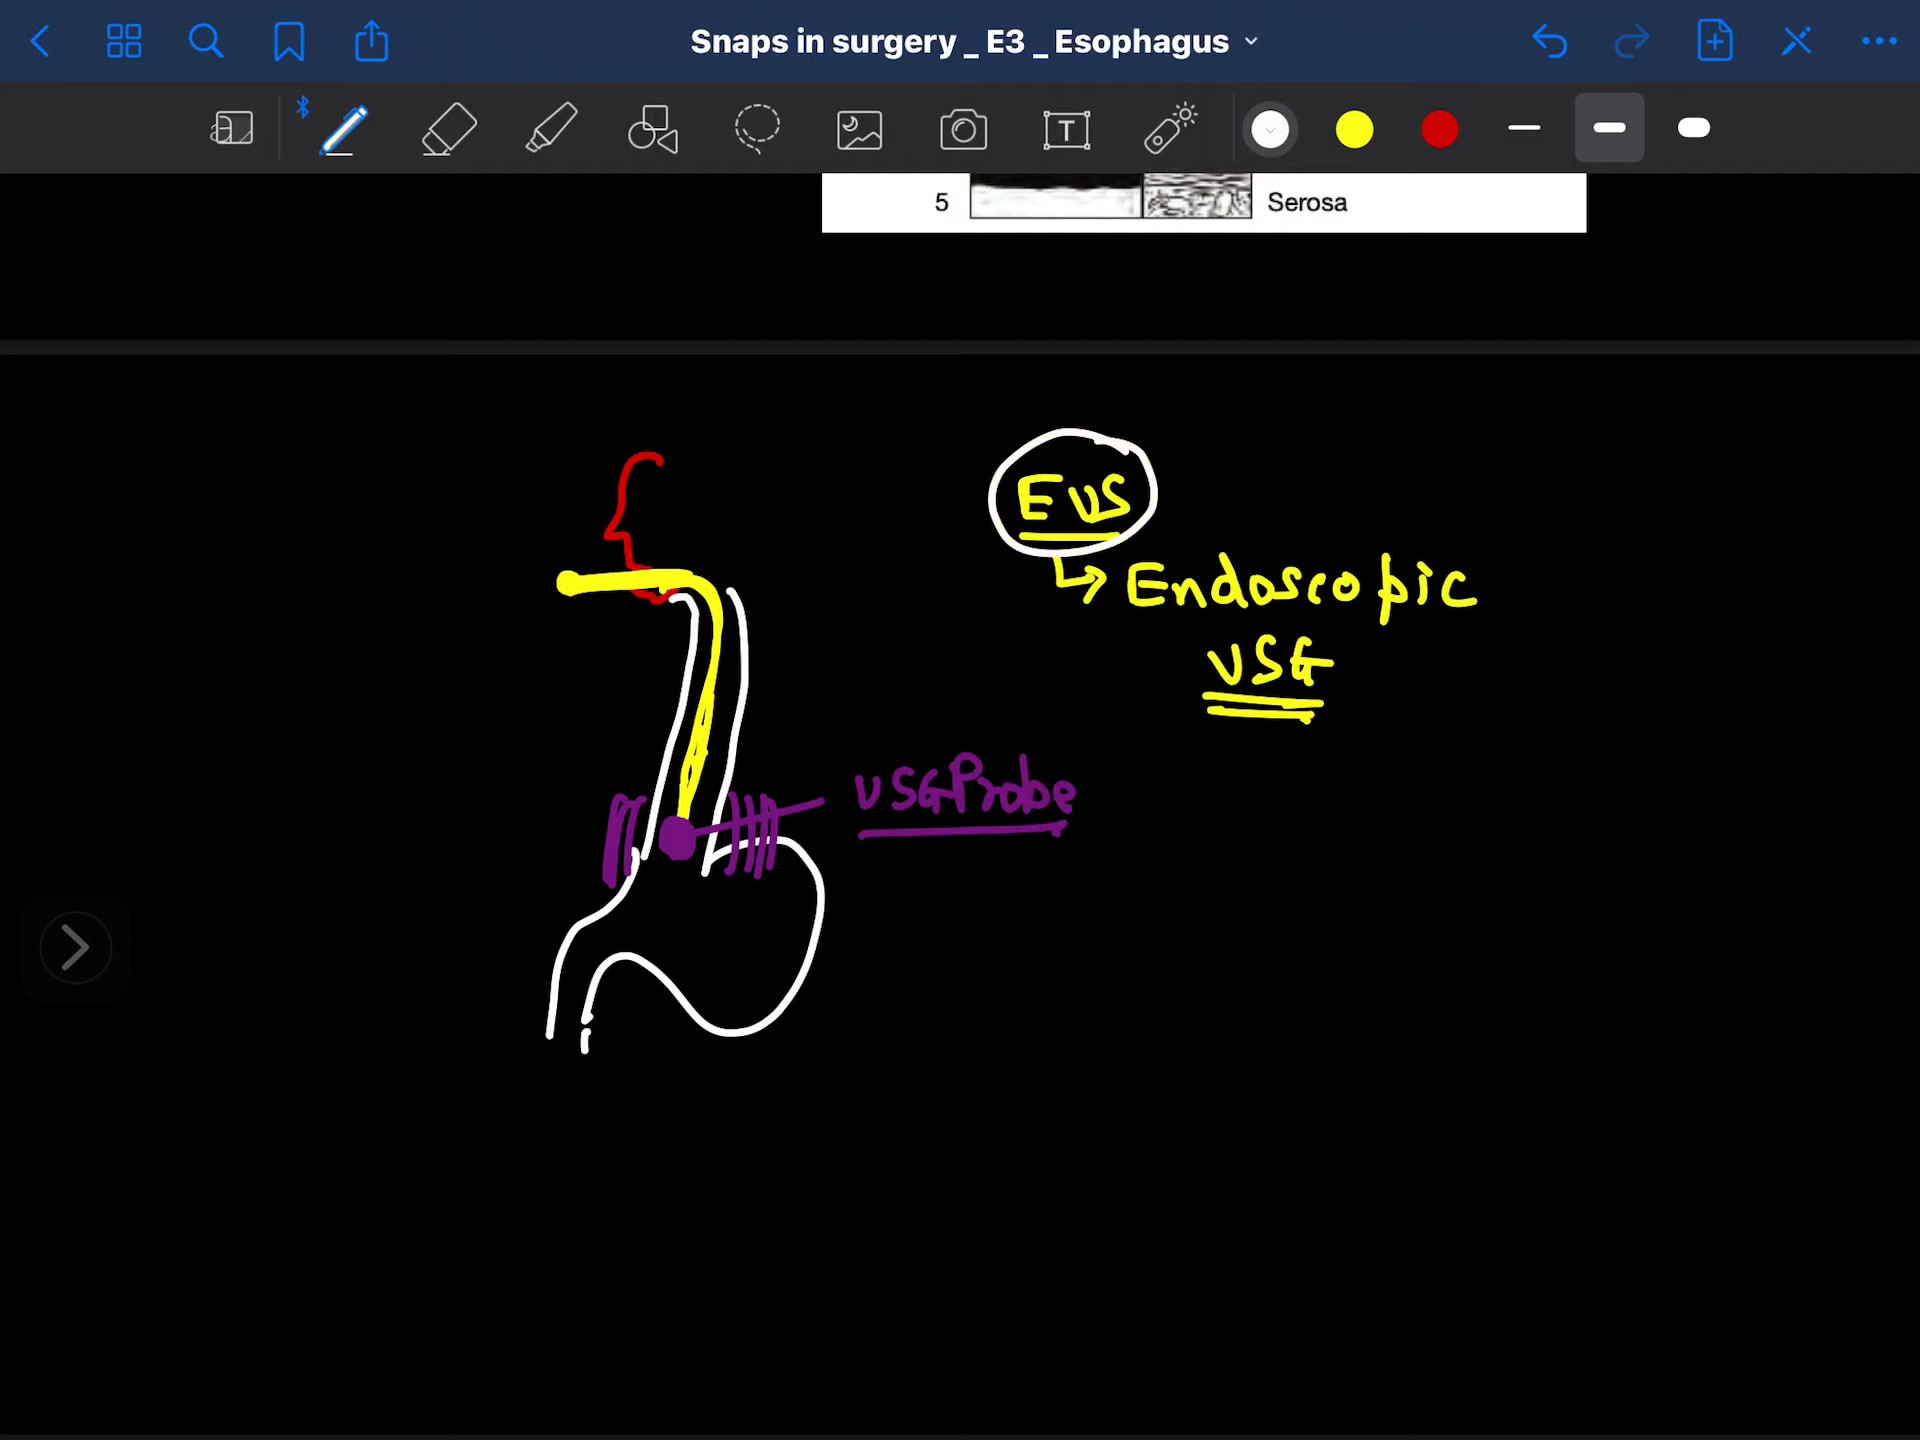 Snaps in surgery _ E3 _ Esophagus
T
5 Serosa
EUS
↳ Endoscopic
USG
USG Probe